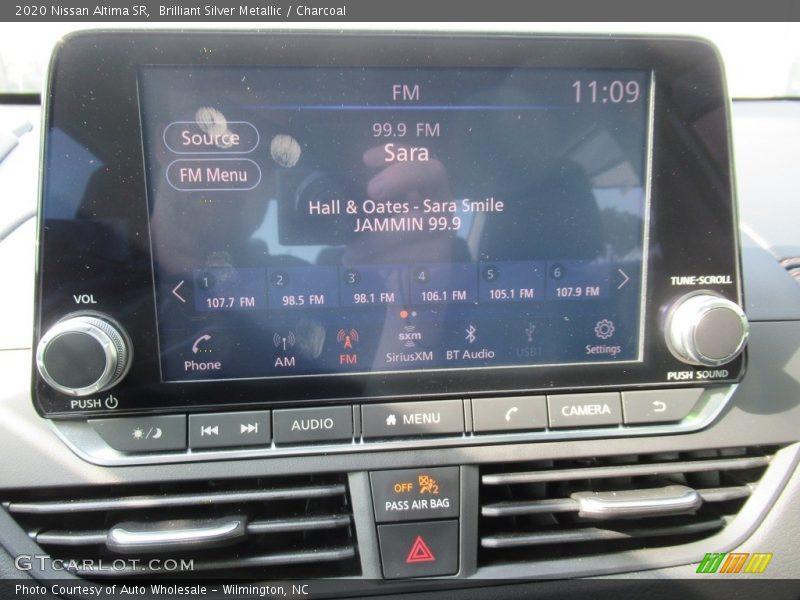 2020 Nissan Altima SR, Brilliant Silver Metallic / Charcoal
FM
11:09
99.9 FM
Source
Sara
FM Menu
Hall & Oates - Sara Smile
JAMMIN 99.9
1 2 3 4 5 6
107.7 FM 98.5 FM 98.1 FM 106.1 FM 105.1 FM 107.9 FM
TUNE-SCROLL
VOL
sxm
Phone AM FM SiriusXM BT Audio USB1 Settings
PUSH SOUND
PUSH
AUDIO MENU CAMERA
OFF 2
PASS AIR BAG
GTCARLOT.COM
Photo Courtesy of Auto Wholesale - Wilmington, NC